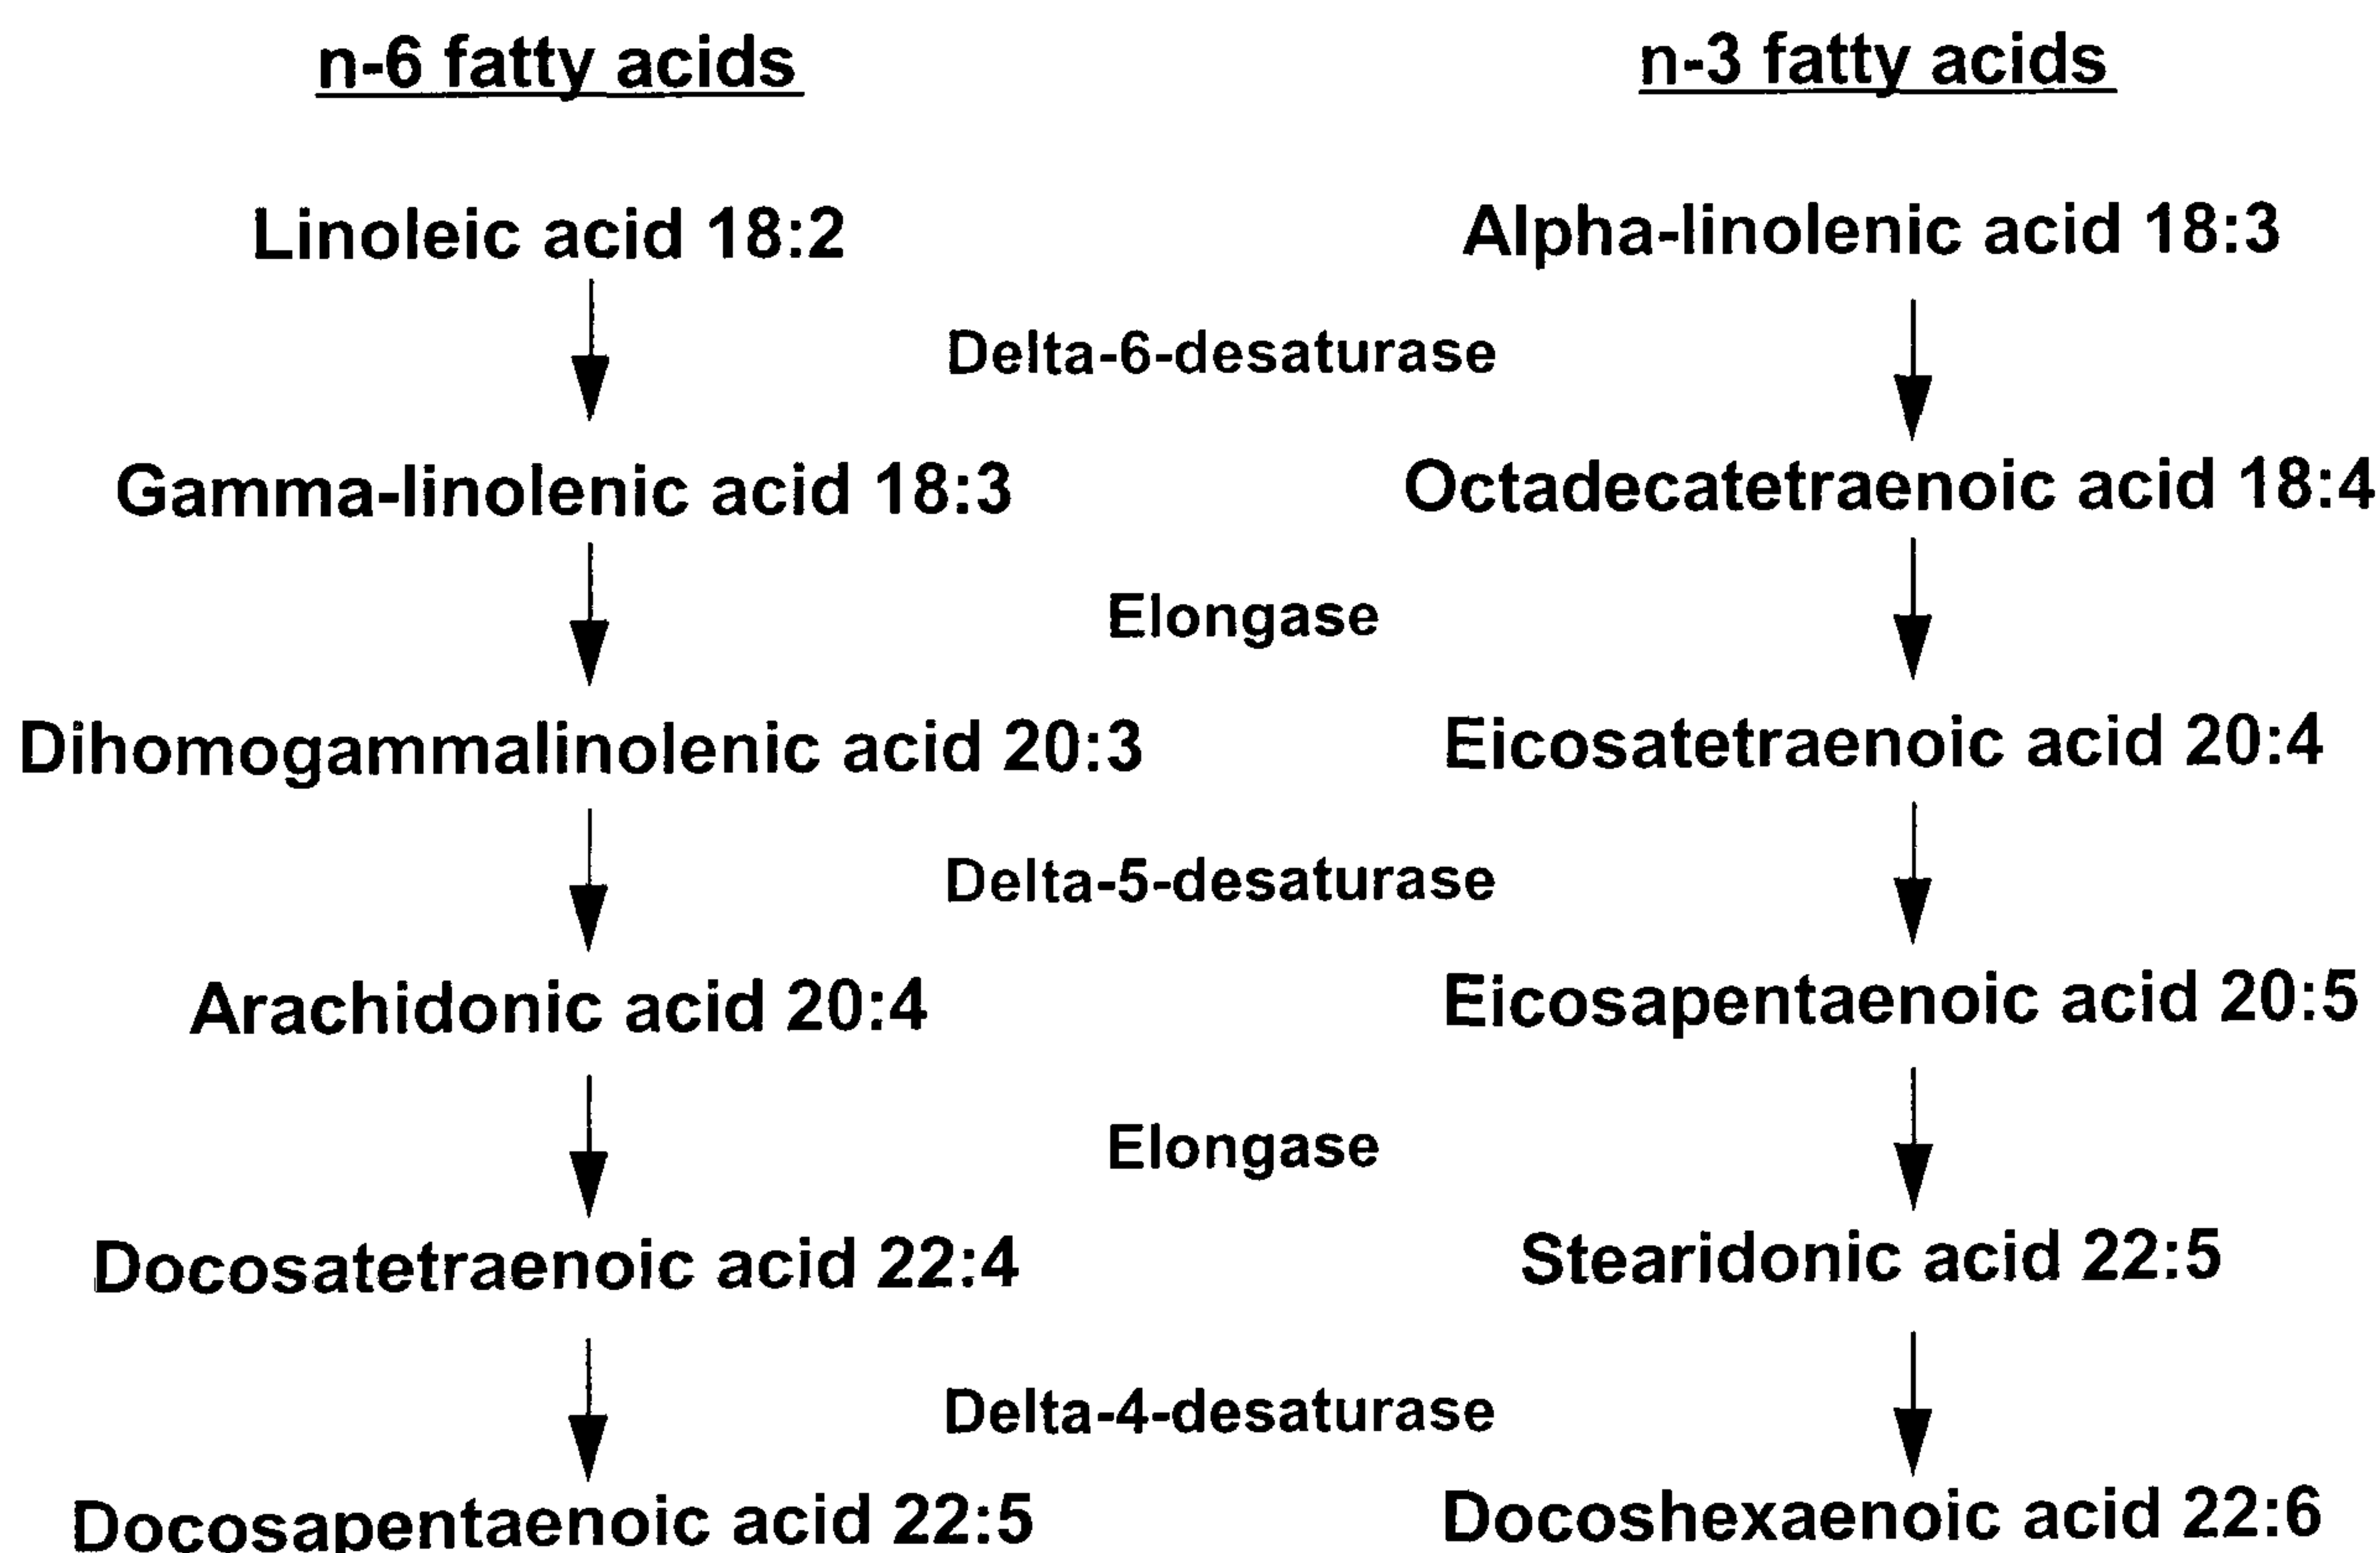 n-6 fatty acids
n-3 fatty acids
Linoleic acid 18:2
Alpha-linolenic acid 18:3
Delta-6-desaturase
Gamma-linolenic acid 18:3
Octadecatetraenoic acid 18:4
Elongase
Dihomogammalinolenic acid 20:3
Eicosatetraenoic acid 20:4
Delta-5-desaturase
Arachidonic acid 20:4
Eicosapentaenoic acid 20:5
Elongase
Docosatetraenoic acid 22:4
Stearidonic acid 22:5
Delta-4-desaturase
Docosapentaenoic acid 22:5
Docoshexaenoic acid 22:6